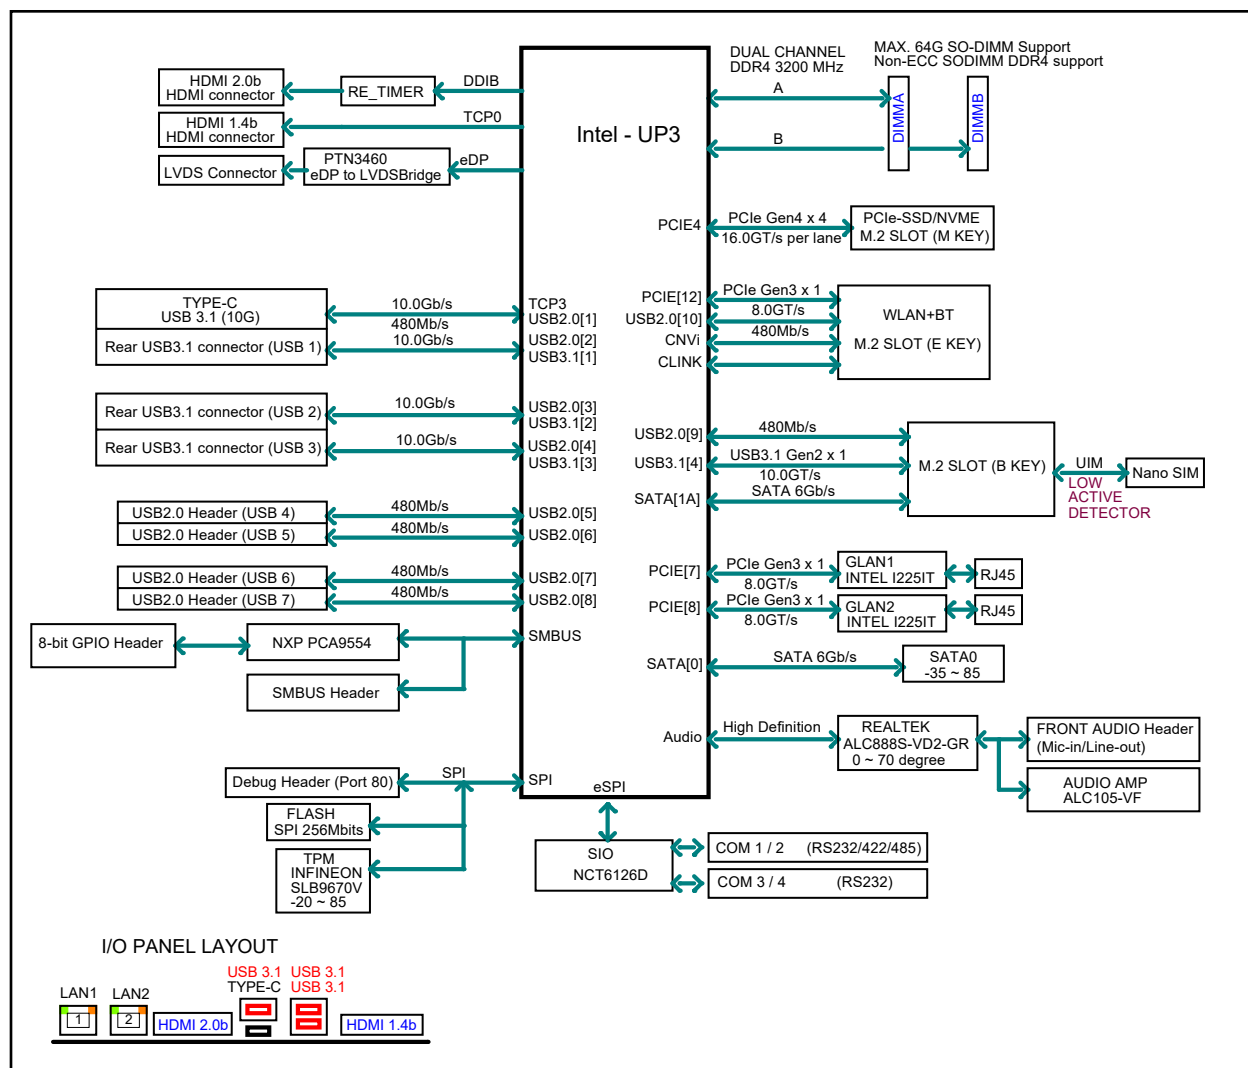 DUAL CHANNEL
DDR4 3200 MHz
MAX. 64G SO-DIMM Support
Non-ECC SODIMM DDR4 support
HDMI 2.0b
HDMI connector
RE_TIMER
DDIB
HDMI 1.4b
HDMI connector
TCP0
LVDS Connector
PTN3460
eDP to LVDSBridge
eDP
Intel - UP3
A
B
DIMMA
DIMMB
PCIE4
PCIe Gen4 x 4
16.0GT/s per lane
PCIe-SSD/NVME
M.2 SLOT (M KEY)
TYPE-C
USB 3.1 (10G)
10.0Gb/s
480Mb/s
TCP3
USB2.0[1]
Rear USB3.1 connector (USB 1)
10.0Gb/s
USB2.0[2]
USB3.1[1]
PCIE[12]
PCIe Gen3 x 1
8.0GT/s
USB2.0[10]
480Mb/s
CNVi
CLINK
WLAN+BT
M.2 SLOT (E KEY)
Rear USB3.1 connector (USB 2)
10.0Gb/s
USB2.0[3]
USB3.1[2]
Rear USB3.1 connector (USB 3)
10.0Gb/s
USB2.0[4]
USB3.1[3]
USB2.0[9]
480Mb/s
USB3.1[4]
USB3.1 Gen2 x 1
10.0GT/s
SATA[1A]
SATA 6Gb/s
M.2 SLOT (B KEY)
UIM
LOW
ACTIVE
DETECTOR
Nano SIM
USB2.0 Header (USB 4)
480Mb/s
USB2.0[5]
USB2.0 Header (USB 5)
480Mb/s
USB2.0[6]
USB2.0 Header (USB 6)
480Mb/s
USB2.0[7]
USB2.0 Header (USB 7)
480Mb/s
USB2.0[8]
PCIE[7]
PCIe Gen3 x 1
8.0GT/s
GLAN1
INTEL I225IT
RJ45
PCIE[8]
PCIe Gen3 x 1
8.0GT/s
GLAN2
INTEL I225IT
RJ45
8-bit GPIO Header
NXP PCA9554
SMBUS
SMBUS Header
SATA[0]
SATA 6Gb/s
SATA0
-35 ~ 85
Audio
High Definition
REALTEK
ALC888S-VD2-GR
0 ~ 70 degree
FRONT AUDIO Header
(Mic-in/Line-out)
AUDIO AMP
ALC105-VF
Debug Header (Port 80)
SPI
SPI
eSPI
FLASH
SPI 256Mbits
TPM
INFINEON
SLB9670V
-20 ~ 85
SIO
NCT6126D
COM 1 / 2 (RS232/422/485)
COM 3 / 4 (RS232)
I/O PANEL LAYOUT
LAN1
1
LAN2
2
HDMI 2.0b
USB 3.1
TYPE-C
USB 3.1
USB 3.1
HDMI 1.4b